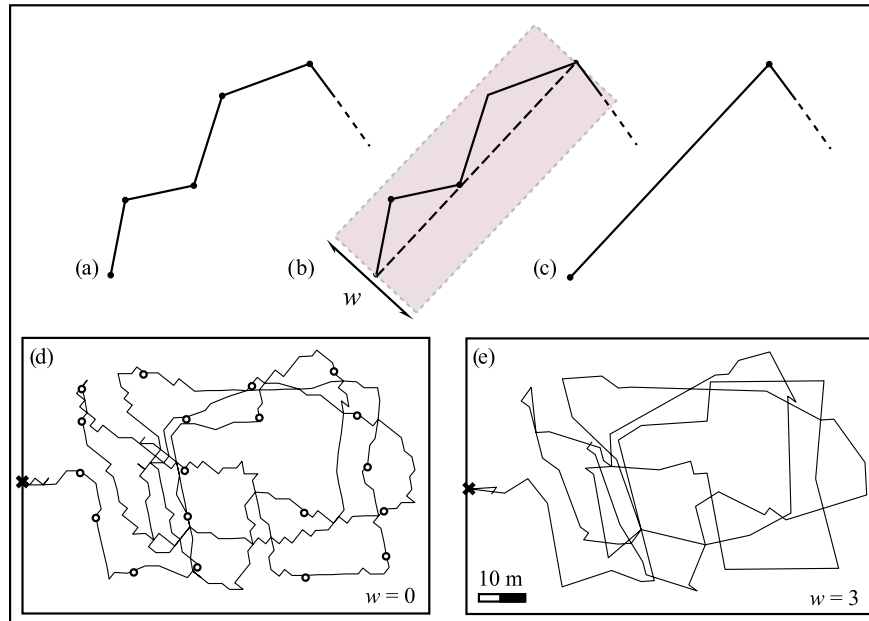 (a)
(b)
w
(c)
(d)
w = 0
(e)
10 m
w = 3